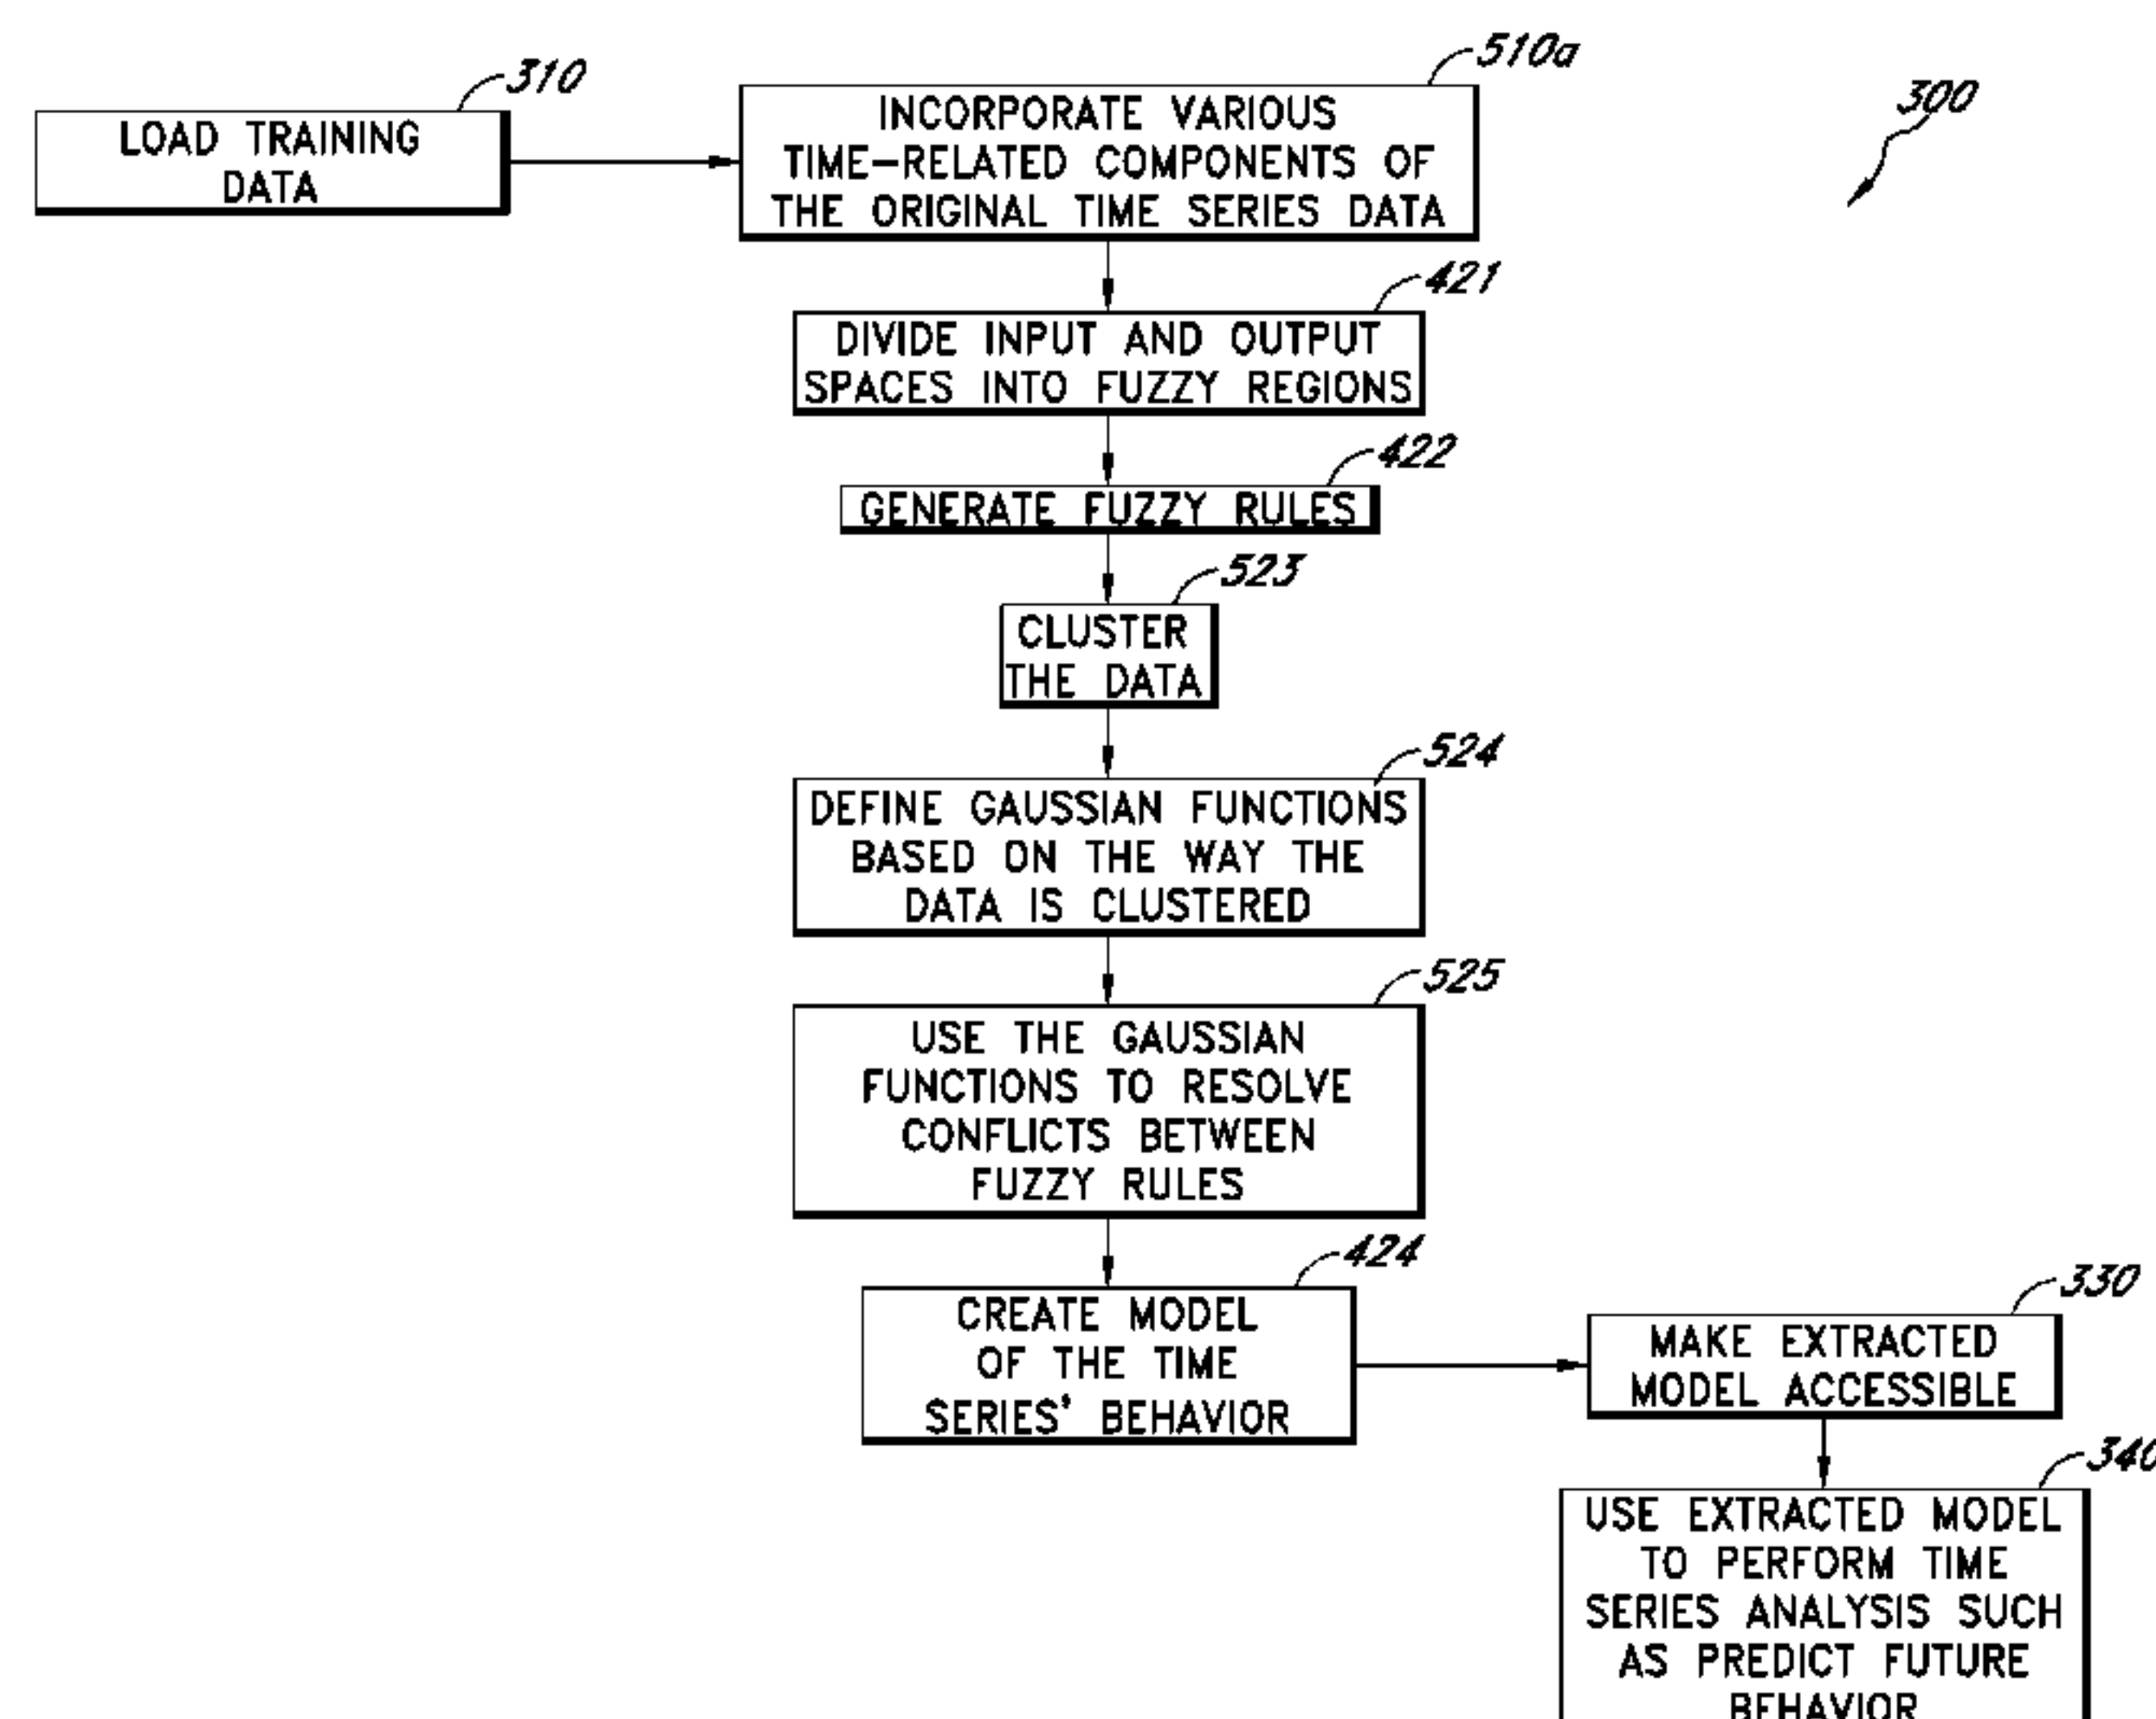 310
LOAD TRAINING
DATA
510a
INCORPORATE VARIOUS
TIME-RELATED COMPONENTS OF
THE ORIGINAL TIME SERIES DATA
300
421
DIVIDE INPUT AND OUTPUT
SPACES INTO FUZZY REGIONS
422
GENERATE FUZZY RULES
523
CLUSTER
THE DATA
524
DEFINE GAUSSIAN FUNCTIONS
BASED ON THE WAY THE
DATA IS CLUSTERED
525
USE THE GAUSSIAN
FUNCTIONS TO RESOLVE
CONFLICTS BETWEEN
FUZZY RULES
424
CREATE MODEL
OF THE TIME
SERIES' BEHAVIOR
330
MAKE EXTRACTED
MODEL ACCESSIBLE
340
USE EXTRACTED MODEL
TO PERFORM TIME
SERIES ANALYSIS SUCH
AS PREDICT FUTURE
BEHAVIOR